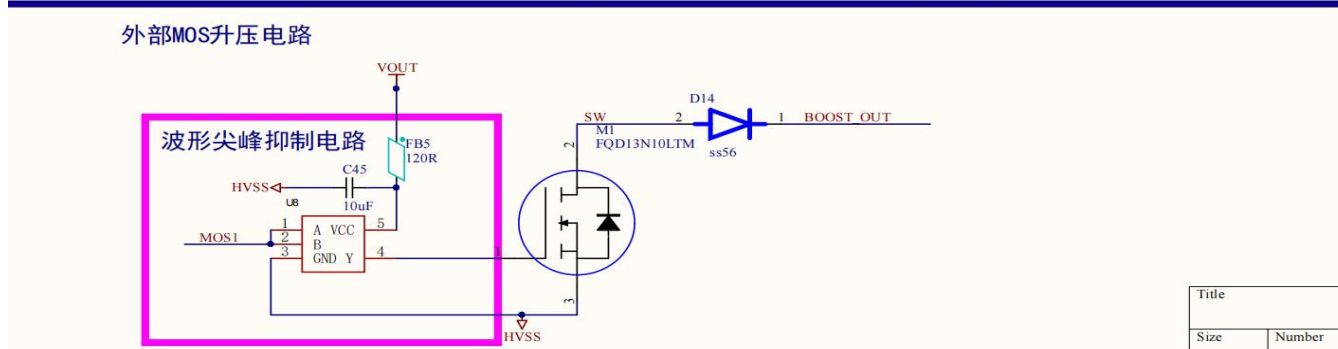 外部MOS升压电路
VOUT
D14
SW
2
1
BOOST_OUT
M1
FQD13N10LTM
ss56
波形尖峰抑制电路
FB5
120R
C45
HVSS
10uF
U8
2
1
A VCC
5
MOS1
2
B
3
GND Y
4
1
3
HVSS
Title
Size
Number